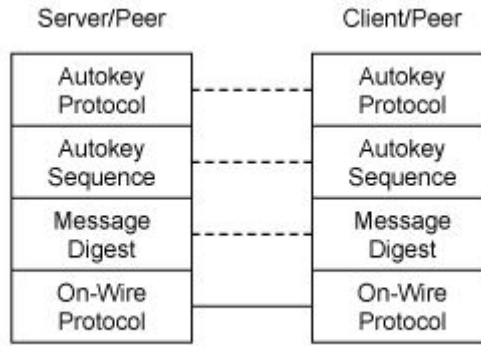 Server/Peer
Client/Peer
Autokey
Protocol
Autokey
Protocol
Autokey
Sequence
Autokey
Sequence
Message
Digest
Message
Digest
On-Wire
Protocol
On-Wire
Protocol